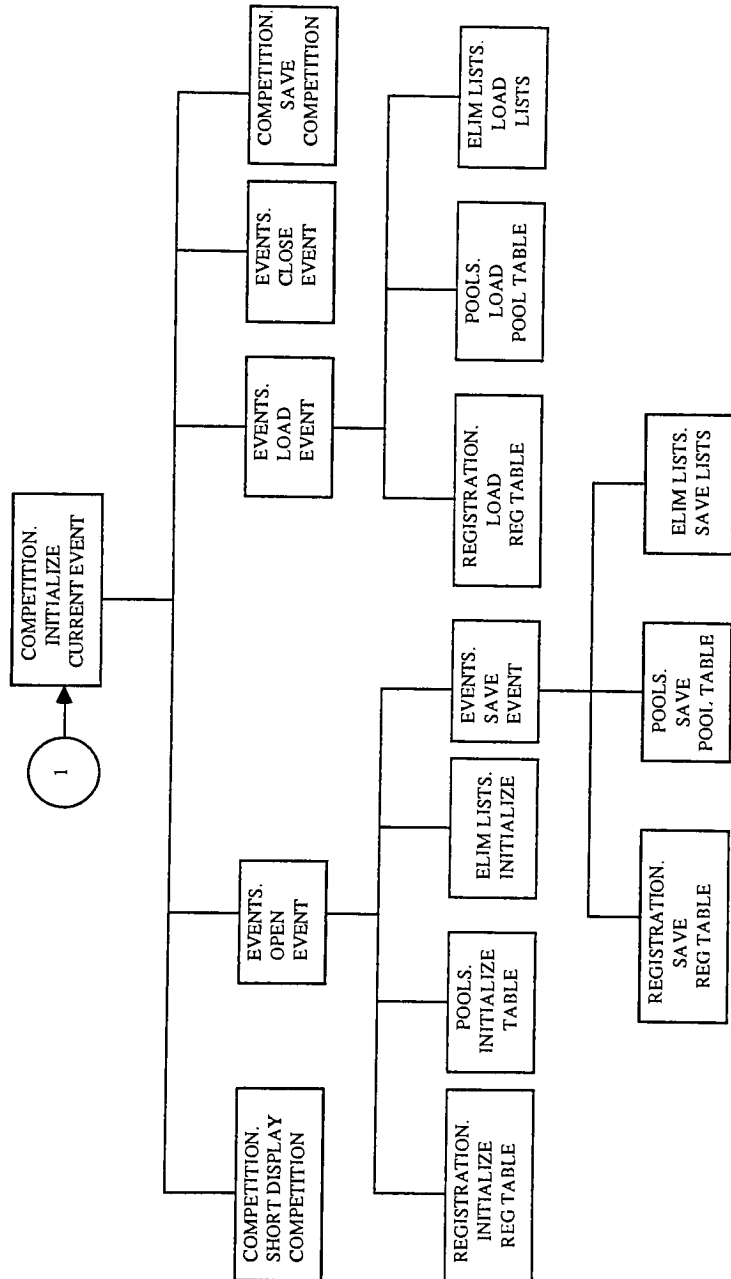 1
COMPETITION.
INITIALIZE
CURRENT EVENT
COMPETITION.
SHORT DISPLAY
COMPETITION
EVENTS.
OPEN
EVENT
EVENTS.
LOAD
EVENT
EVENTS.
CLOSE
EVENT
COMPETITION.
SAVE
COMPETITION
REGISTRATION.
INITIALIZE
REG TABLE
POOLS.
INITIALIZE
TABLE
ELIM LISTS.
INITIALIZE
EVENTS.
SAVE
EVENT
REGISTRATION.
LOAD
REG TABLE
POOLS.
LOAD
POOL TABLE
ELIM LISTS.
LOAD
LISTS
REGISTRATION.
SAVE
REG TABLE
POOLS.
SAVE
POOL TABLE
ELIM LISTS.
SAVE LISTS